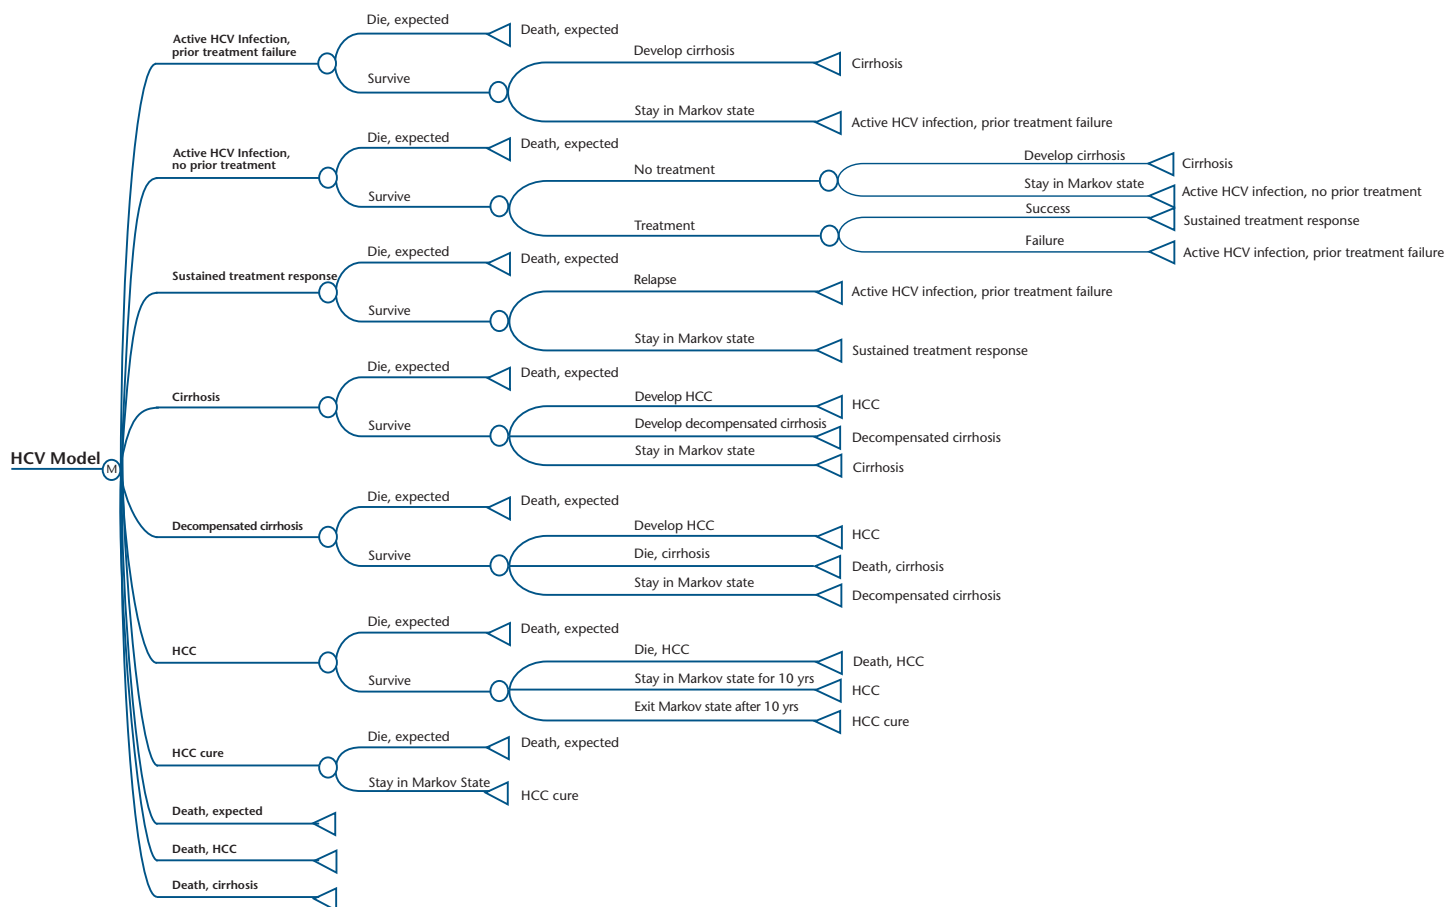 HCV Model
M
Active HCV Infection,
prior treatment failure
Die, expected
Death, expected
Survive
Develop cirrhosis
Cirrhosis
Stay in Markov state
Active HCV infection, prior treatment failure
Active HCV Infection,
no prior treatment
Die, expected
Death, expected
Survive
No treatment
Develop cirrhosis
Cirrhosis
Stay in Markov state
Active HCV infection, no prior treatment
Treatment
Success
Sustained treatment response
Failure
Active HCV infection, prior treatment failure
Sustained treatment response
Die, expected
Death, expected
Survive
Relapse
Active HCV infection, prior treatment failure
Stay in Markov state
Sustained treatment response
Cirrhosis
Die, expected
Death, expected
Survive
Develop HCC
HCC
Develop decompensated cirrhosis
Decompensated cirrhosis
Stay in Markov state
Cirrhosis
Decompensated cirrhosis
Die, expected
Death, expected
Survive
Develop HCC
HCC
Die, cirrhosis
Death, cirrhosis
Stay in Markov state
Decompensated cirrhosis
HCC
Die, expected
Death, expected
Survive
Die, HCC
Death, HCC
Stay in Markov state for 10 yrs
HCC
Exit Markov state after 10 yrs
HCC cure
HCC cure
Die, expected
Death, expected
Stay in Markov State
HCC cure
Death, expected
Death, HCC
Death, cirrhosis